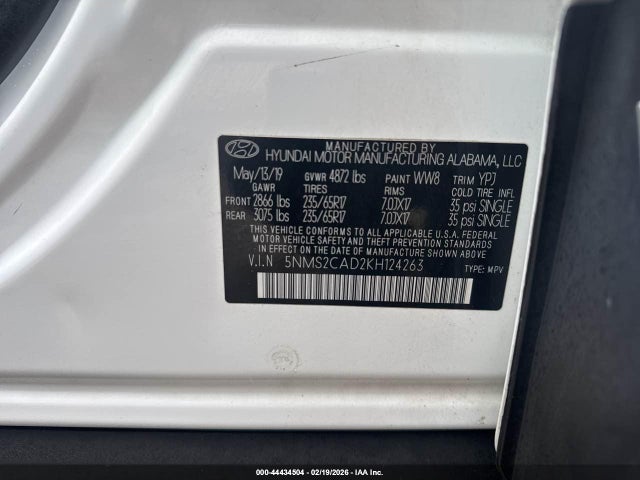 MANUFACTURED BY
HYUNDAI MOTOR MANUFACTURING ALABAMA, LLC
May/13/19 GVWR 4872 lbs PAINT WW8 TRIM YPJ
GAWR TIRES RIMS COLD TIRE INFL
FRONT 2866 lbs 235/65R17 7.0JX17 35 psi SINGLE
REAR 3075 lbs 235/65R17 7.0JX17 35 psi SINGLE
THIS VEHICLE CONFORMS TO ALL APPLICABLE U.S.A. FEDERAL
MOTOR VEHICLE SAFETY AND THEFT PREVENTION STANDARDS
IN EFFECT ON THE DATE OF MANUFACTURE SHOWN ABOVE.
V.I.N 5NMS2CAD2KH124263
TYPE: MPV
000-44434504 - 02/19/2026 - IAA Inc.